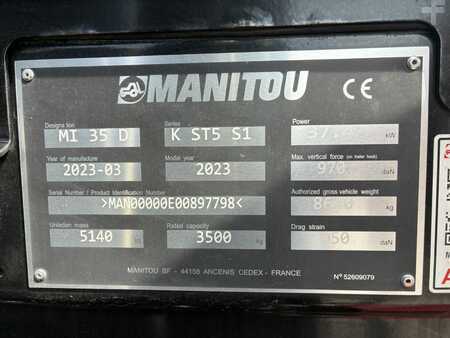 MANITOU CE
Designation Series Power
MI 35 D K ST5 S1 kW
Year of manufacture Model year Max. vertical force (on trailer hook)
2023-03 2023 970 daN
Serial Number / Product Identification Number Authorized gross vehicle weight
>MAN00000E00897798< kg
Unladen mass Rated capacity Drag strain
5140 kg 3500 kg daN
MANITOU BF - 44158 ANCENIS CEDEX - FRANCE N° 52609079